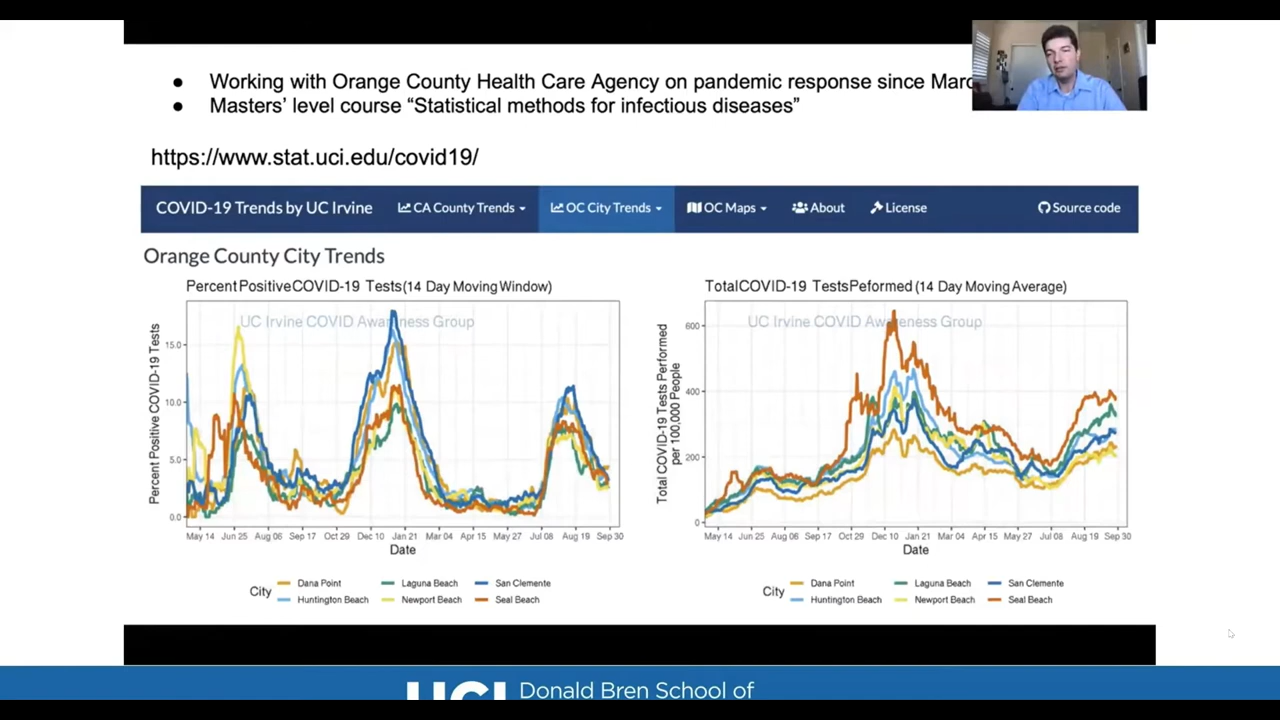 ● Working with Orange County Health Care Agency on pandemic response since Marc
● Masters' level course “Statistical methods for infectious diseases”
https://www.stat.uci.edu/covid19/
COVID-19 Trends by UC Irvine CA County Trends OC City Trends OC Maps About License Source code
Orange County City Trends
Percent Positive COVID-19 Tests (14 Day Moving Window)
UC Irvine COVID Awareness Group
Percent Positive COVID-19 Tests
15.0
10.0
5.0
0.0
May 14 Jun 25 Aug 06 Sep 17 Oct 29 Dec 10 Jan 21 Mar 04 Apr 15 May 27 Jul 08 Aug 19 Sep 30
Date
City
Dana Point Laguna Beach San Clemente
Huntington Beach Newport Beach Seal Beach
Total COVID-19 Tests Peformed (14 Day Moving Average)
UC Irvine COVID Awareness Group
Total COVID-19 Tests Performed
per 100,000 People
600
400
200
0
May 14 Jun 25 Aug 06 Sep 17 Oct 29 Dec 10 Jan 21 Mar 04 Apr 15 May 27 Jul 08 Aug 19 Sep 30
Date
City
Dana Point Laguna Beach San Clemente
Huntington Beach Newport Beach Seal Beach
UCI Donald Bren School of